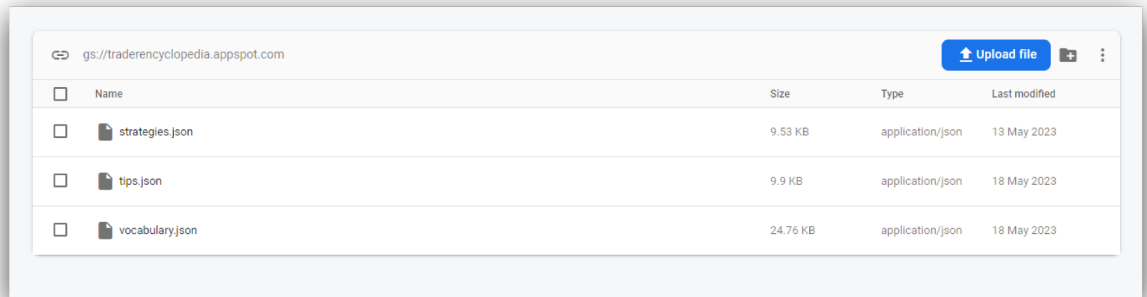 gs://traderencyclopedia.appspot.com Upload file
Name Size Type Last modified
strategies.json 9.53 KB application/json 13 May 2023
tips.json 9.9 KB application/json 18 May 2023
vocabulary.json 24.76 KB application/json 18 May 2023